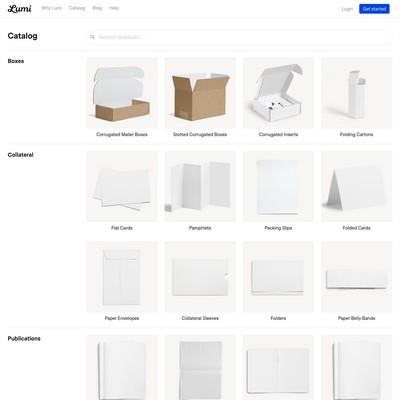 Lumi
Why Lumi Catalog Blog Help
Login Get started
Catalog
Search products...
Boxes
Corrugated Mailer Boxes
Slotted Corrugated Boxes
Corrugated Inserts
Folding Cartons
Collateral
Flat Cards
Pamphlets
Packing Slips
Folded Cards
Paper Envelopes
Collateral Sleeves
Folders
Paper Belly Bands
Publications